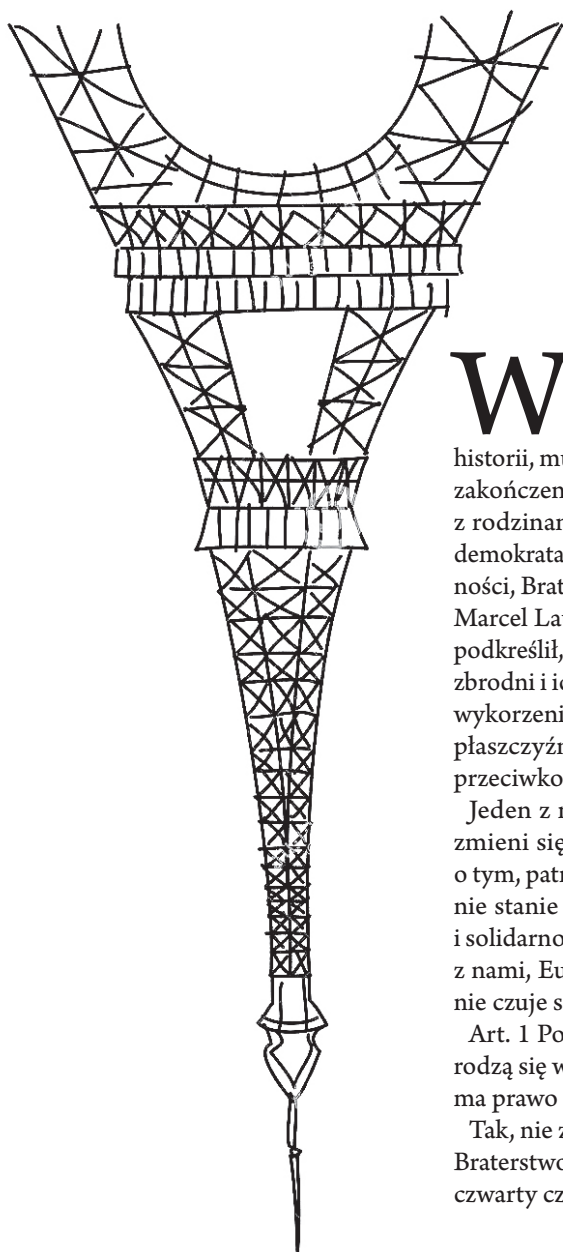 W
historii, mu
zakończen
z rodzinan
demokrata
ności, Brat
Marcel La
podkreślił,
zbrodni i i
wykorzeni
płaszczyźn
przeciwko
Jeden z
zmieni się
o tym, patr
nie stanie
i solidarno
z nami, Eu
nie czuje s
Art. 1 Po
rodzą się w
ma prawo
Tak, nie z
Braterstwo
czwarty cz